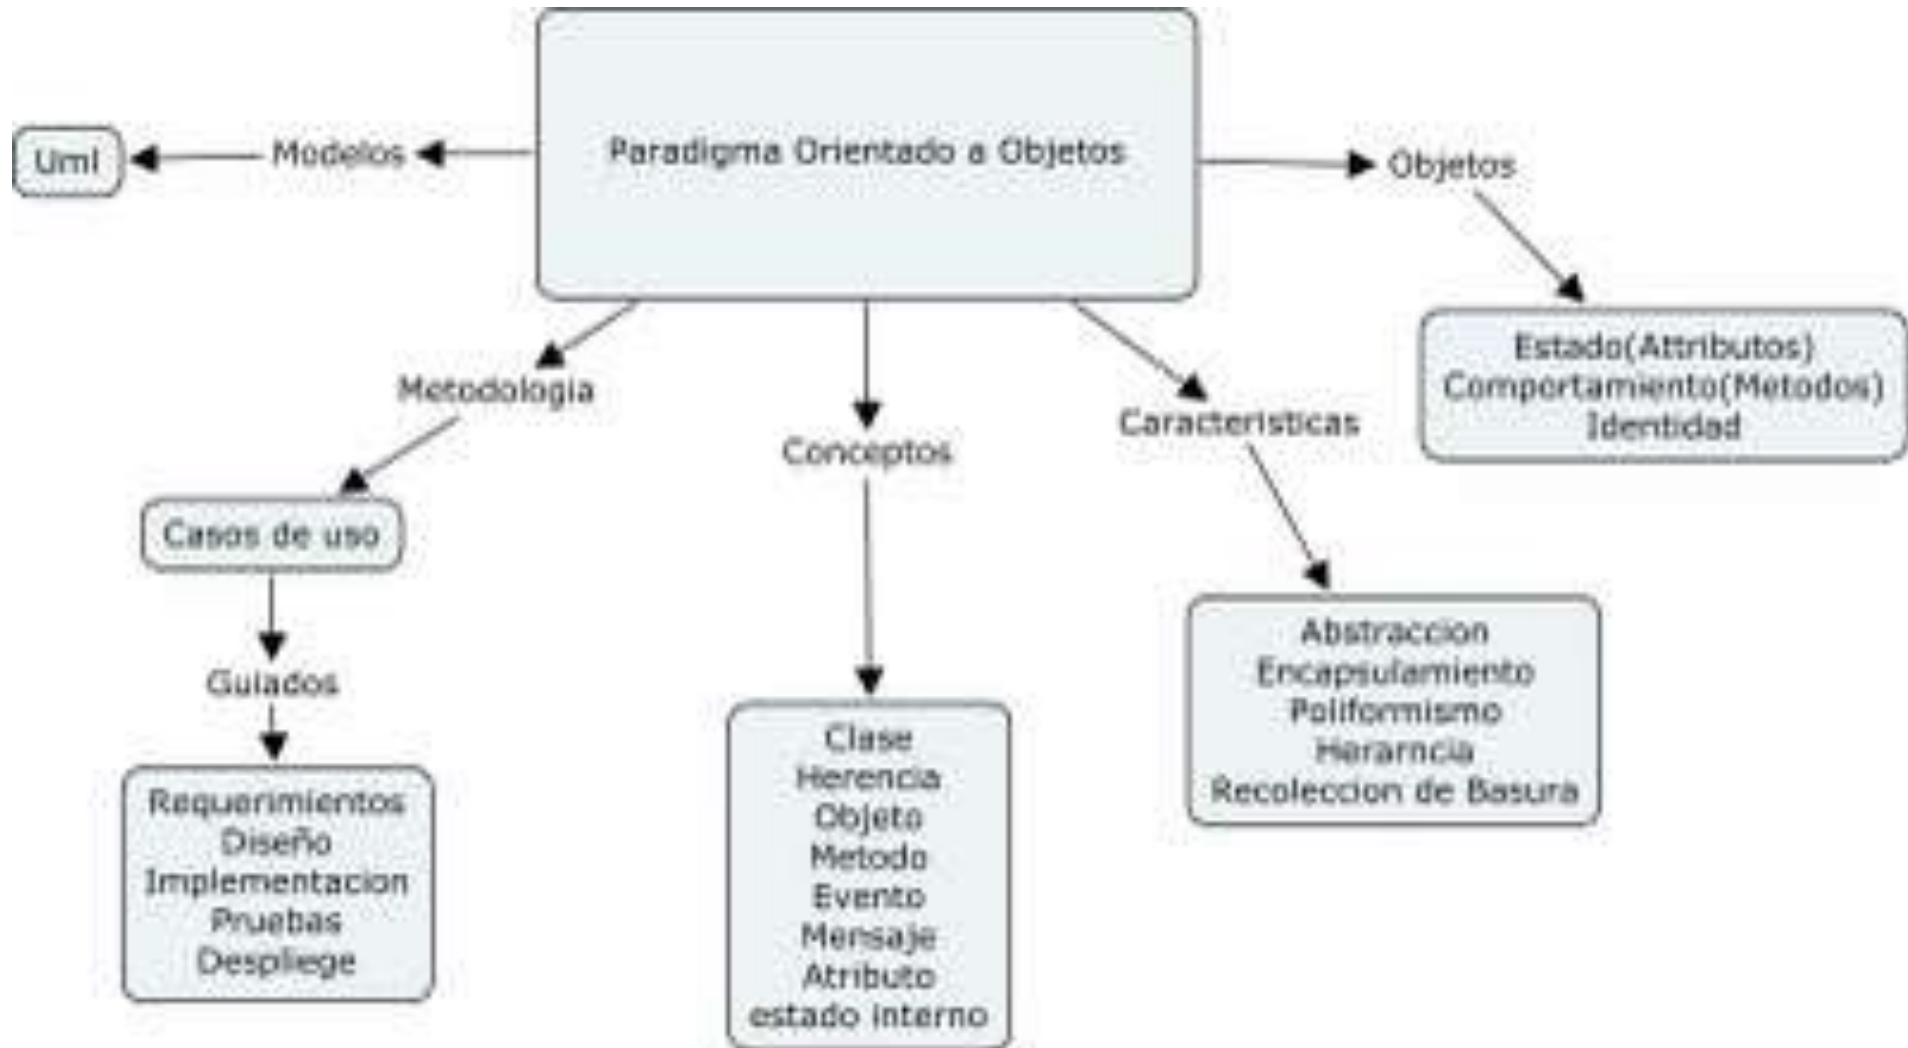 Paradigma Orientado a Objetos
Uml
Modelos
Objetos
Estado(Attributos)
Comportamiento(Metodos)
Identidad
Metodologia
Conceptos
Caracteristicas
Casos de uso
Guiados
Requerimientos
Diseño
Implementacion
Pruebas
Despliege
Clase
Herencia
Objeto
Metodo
Evento
Mensaje
Atributo
estado interno
Abstraccion
Encapsulamiento
Poliformismo
Herarncia
Recoleccion de Basura